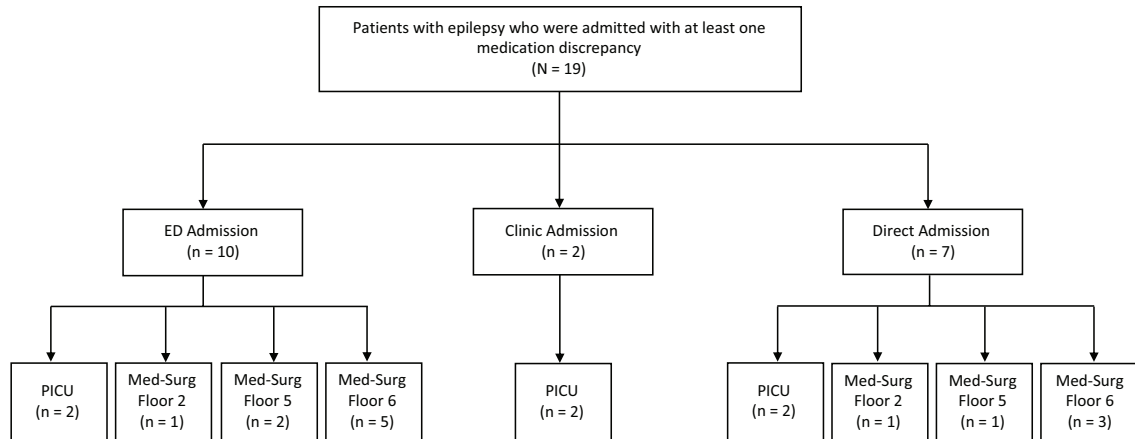 Patients with epilepsy who were admitted with at least one
medication discrepancy
(N = 19)
ED Admission
(n = 10)
Clinic Admission
(n = 2)
Direct Admission
(n = 7)
PICU
(n = 2)
Med-Surg
Floor 2
(n = 1)
Med-Surg
Floor 5
(n = 2)
Med-Surg
Floor 6
(n = 5)
PICU
(n = 2)
PICU
(n = 2)
Med-Surg
Floor 2
(n = 1)
Med-Surg
Floor 5
(n = 1)
Med-Surg
Floor 6
(n = 3)